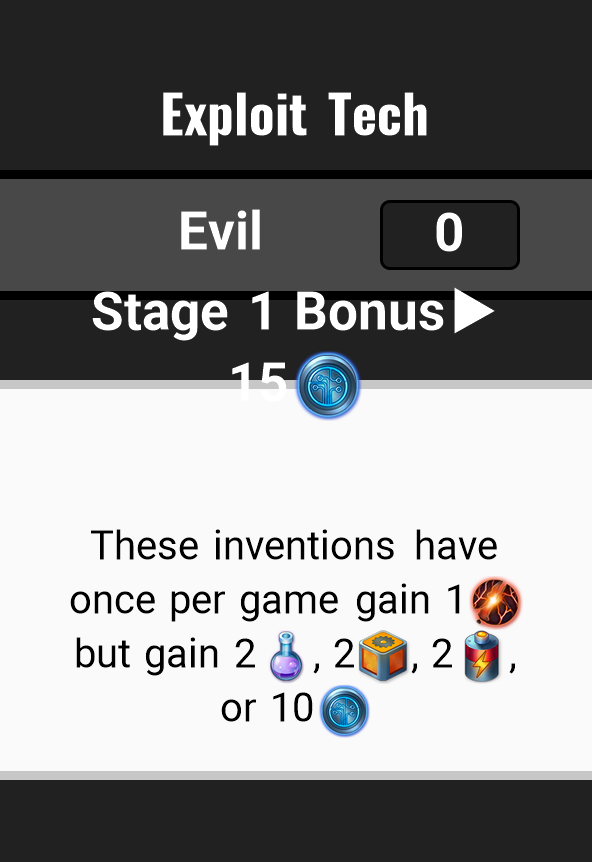 Exploit Tech
Evil 0
Stage 1 Bonus▶
15
These inventions have
once per game gain 1
but gain 2 , 2 , 2 ,
or 10